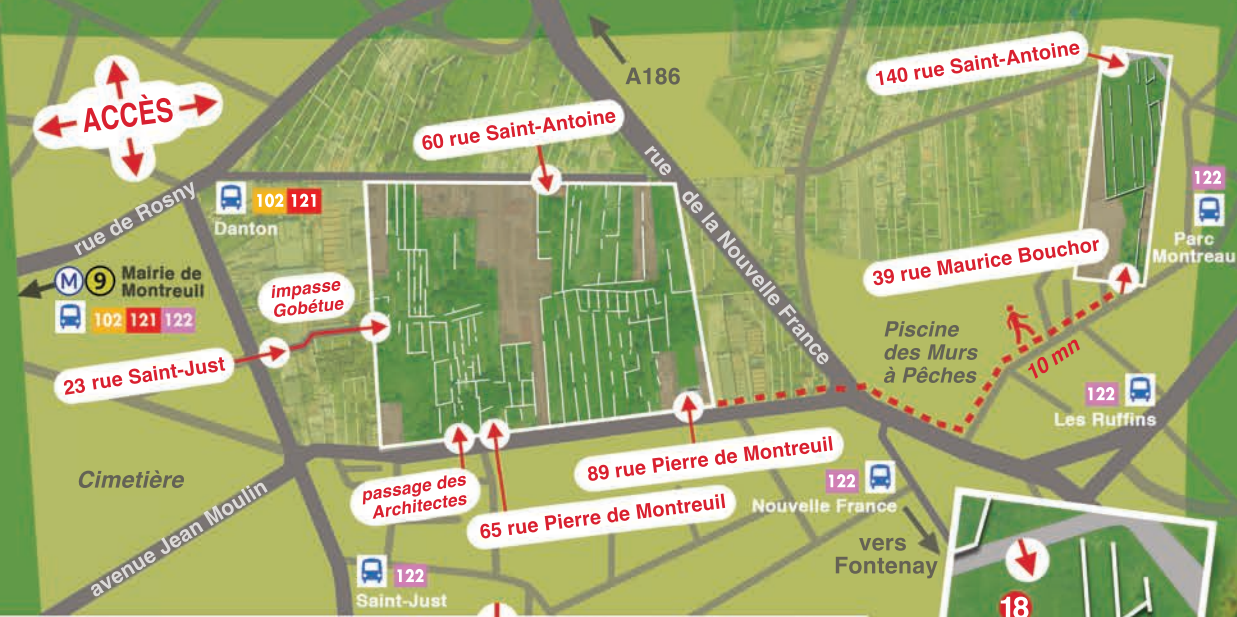 A186
140 rue Saint-Antoine
ACCÈS
60 rue Saint-Antoine
rue de la Nouvelle France
122
Parc
Montreau
rue de Rosny
102 121
Danton
39 rue Maurice Bouchor
M 9 Mairie de
Montreuil
102 121 122
impasse
Gobétue
23 rue Saint-Just
Piscine
des Murs
à Pêches
10 mn
122
Les Ruffins
89 rue Pierre de Montreuil
Cimetière
passage des
Architectes
65 rue Pierre de Montreuil
122
Nouvelle France
avenue Jean Moulin
vers
Fontenay
122
Saint-Just
18